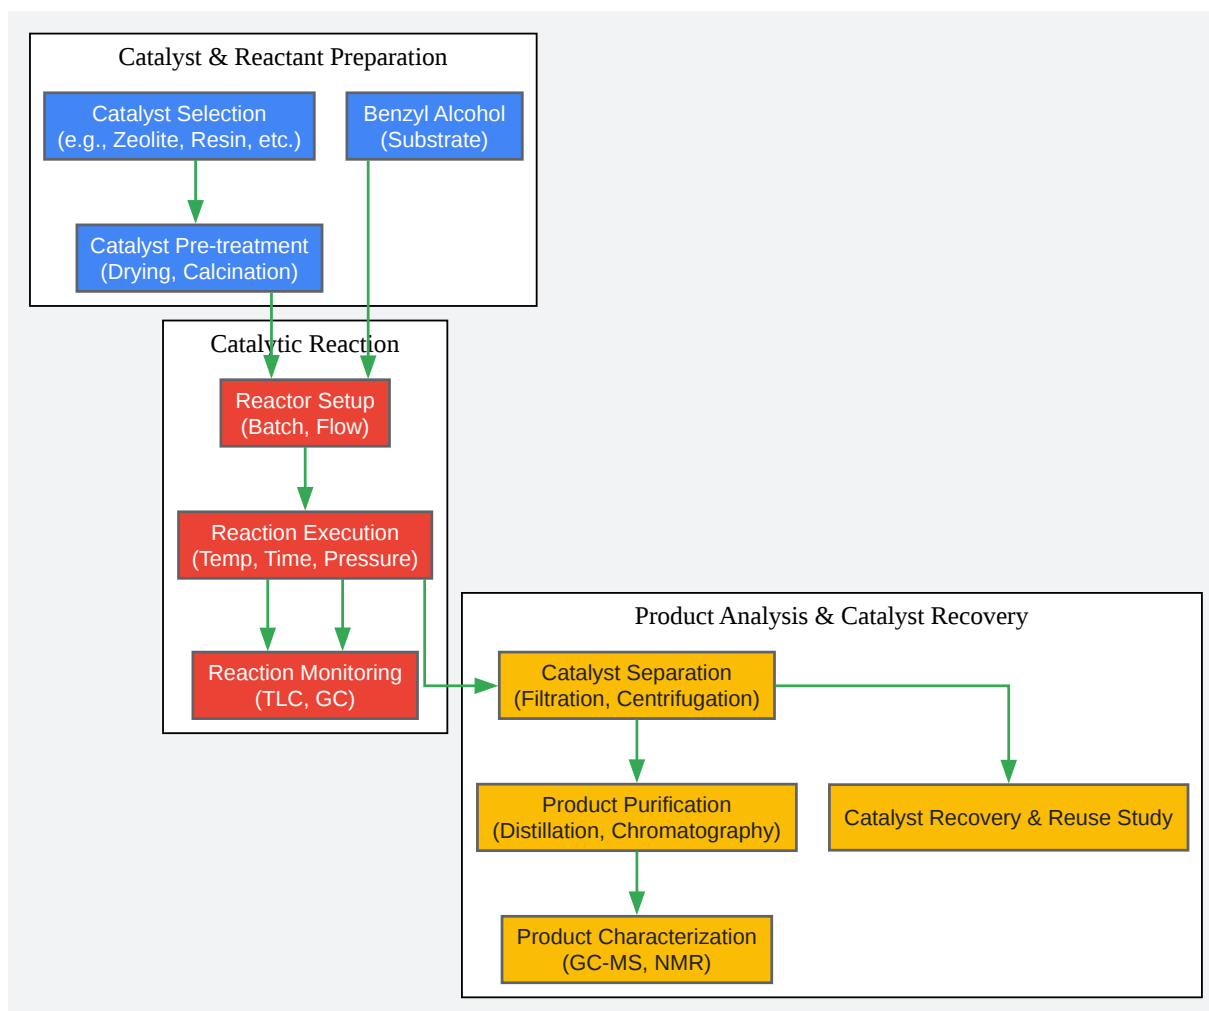 Catalyst & Reactant Preparation
Catalyst Selection
(e.g., Zeolite, Resin, etc.)
Benzyl Alcohol
(Substrate)
Catalyst Pre-treatment
(Drying, Calcination)
Catalytic Reaction
Reactor Setup
(Batch, Flow)
Reaction Execution
(Temp, Time, Pressure)
Reaction Monitoring
(TLC, GC)
Product Analysis & Catalyst Recovery
Catalyst Separation
(Filtration, Centrifugation)
Product Purification
(Distillation, Chromatography)
Catalyst Recovery & Reuse Study
Product Characterization
(GC-MS, NMR)